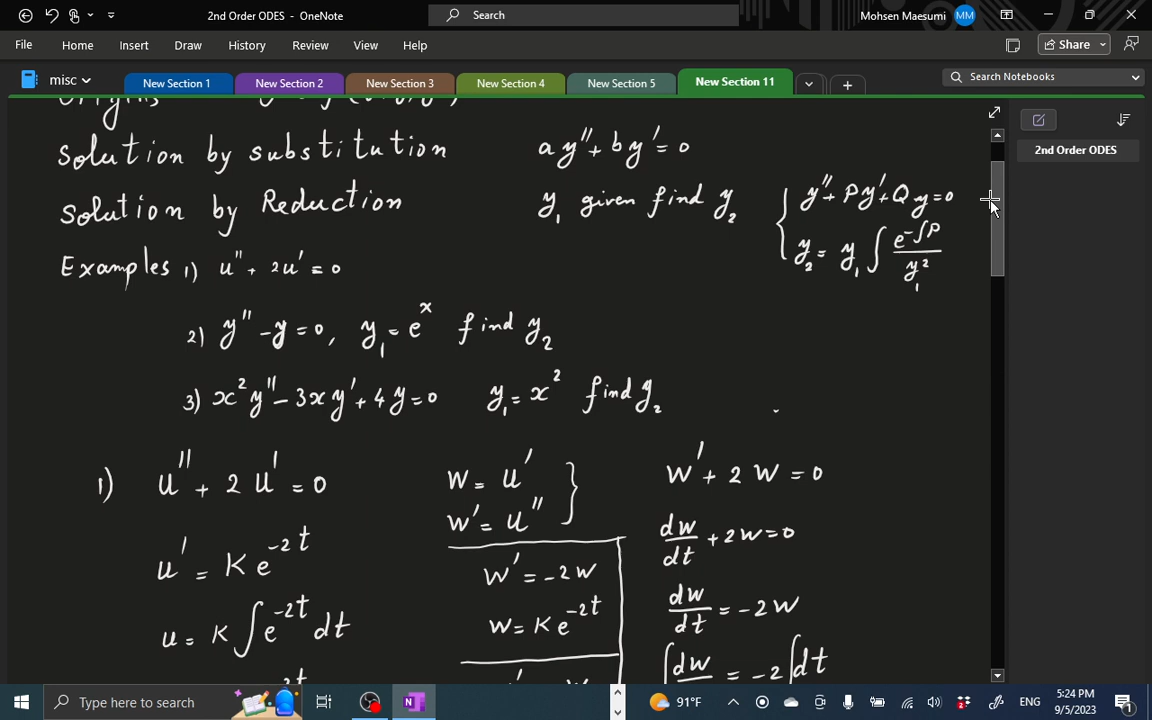 2nd Order ODES - OneNote
Search
Mohsen Maesumi MM
File Home Insert Draw History Review View Help
Share
misc
New Section 1 New Section 2 New Section 3 New Section 4 New Section 5 New Section 11
Search Notebooks
2nd Order ODES
Origins
Solution by substitution ay'' + by' = 0
Solution by Reduction y₁ given find y₂ { y'' + Py' + Qy = 0
y₂ = y₁ ∫ e^(-∫P) / y₁²
Examples 1) u'' + 2u' = 0
2) y'' - y = 0, y₁ = e^x find y₂
3) x²y'' - 3xy' + 4y = 0 y₁ = x² find y₂
1) u'' + 2u' = 0 w = u' } w' + 2w = 0
w' = u''
dw/dt + 2w = 0
u' = Ke^(-2t) w' = -2w
dw/dt = -2w
u = K ∫ e^(-2t) dt w = Ke^(-2t)
∫ dw = -2 ∫ dt
Type here to search
91°F
ENG
5:24 PM
9/5/2023